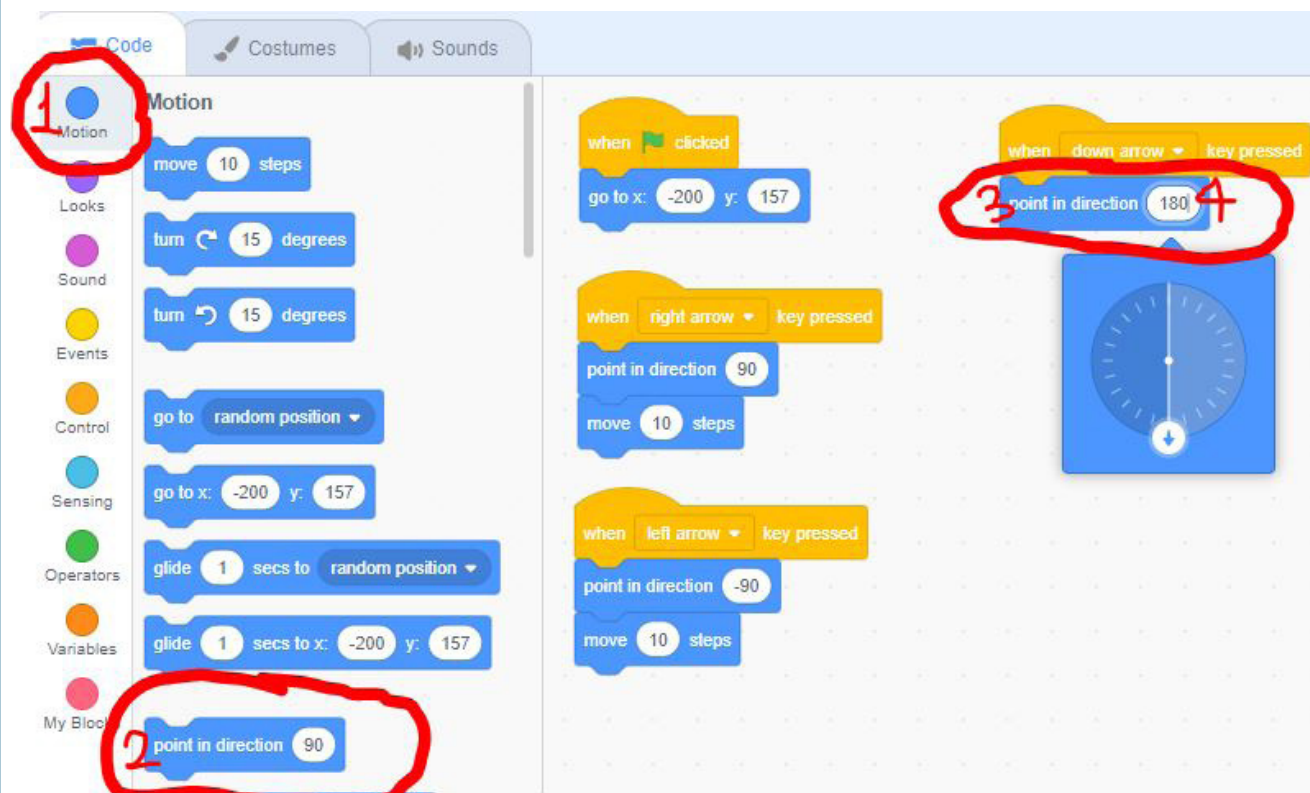 Code Costumes Sounds
1
Motion
Looks
Sound
Events
Control
Sensing
Operators
Variables
My Block
Motion
move 10 steps
turn 15 degrees
turn 15 degrees
go to random position
go to x: -200 y: 157
glide 1 secs to random position
glide 1 secs to x: -200 y: 157
2 point in direction 90
when clicked
go to x: -200 y: 157
when right arrow key pressed
point in direction 90
move 10 steps
when left arrow key pressed
point in direction -90
move 10 steps
when down arrow key pressed
3 point in direction 180 4